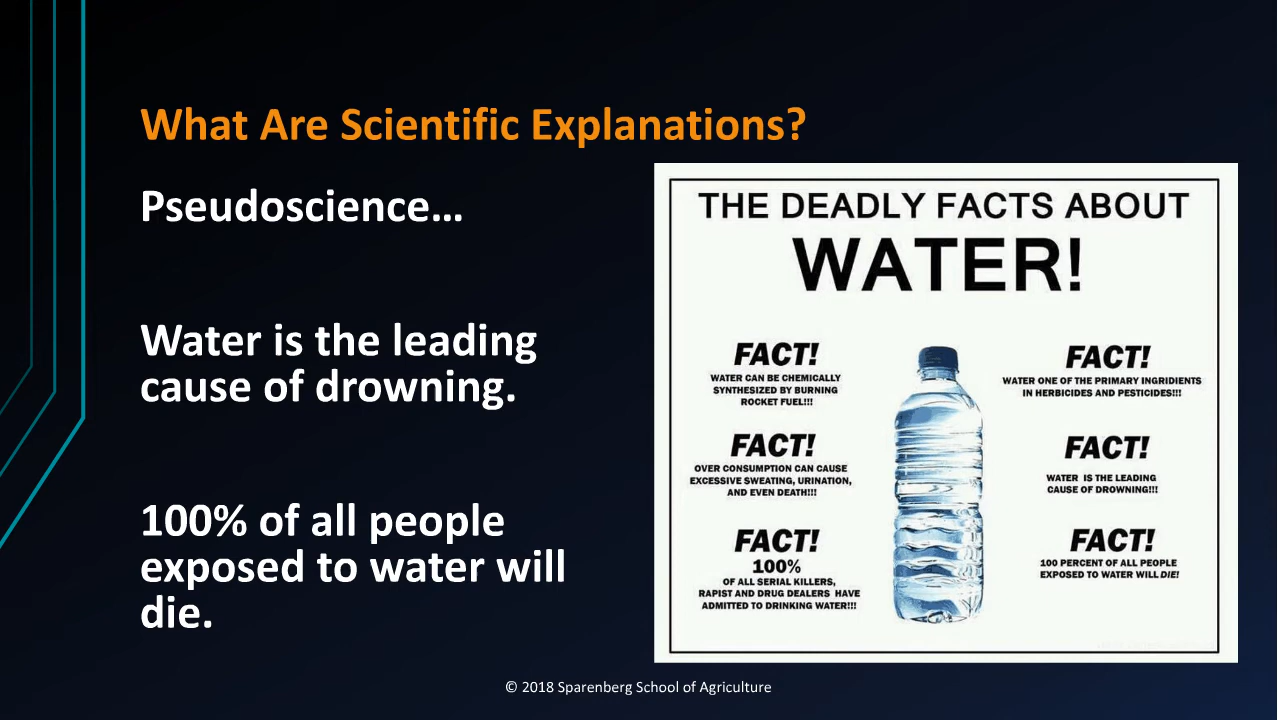 What Are Scientific Explanations?
Pseudoscience…
Water is the leading
cause of drowning.
100% of all people
exposed to water will
die.
THE DEADLY FACTS ABOUT
WATER!
FACT!
WATER CAN BE CHEMICALLY
SYNTHESIZED BY BURNING
ROCKET FUEL!!!
FACT!
OVER CONSUMPTION CAN CAUSE
EXCESSIVE SWEATING, URINATION,
AND EVEN DEATH!!!
FACT!
100%
OF ALL SERIAL KILLERS,
RAPIST AND DRUG DEALERS HAVE
ADMITTED TO DRINKING WATER!!!
FACT!
WATER ONE OF THE PRIMARY INGRIDIENTS
IN HERBICIDES AND PESTICIDES!!!
FACT!
WATER IS THE LEADING
CAUSE OF DROWNING!!!
FACT!
100 PERCENT OF ALL PEOPLE
EXPOSED TO WATER WILL DIE!
© 2018 Sparenberg School of Agriculture